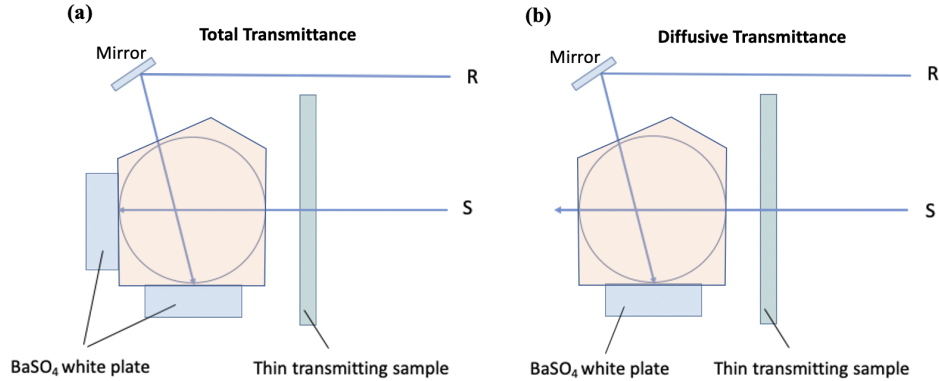 (a)
Total Transmittance
Mirror
R
S
BaSO₄ white plate
Thin transmitting sample
(b)
Diffusive Transmittance
Mirror
R
S
BaSO₄ white plate
Thin transmitting sample